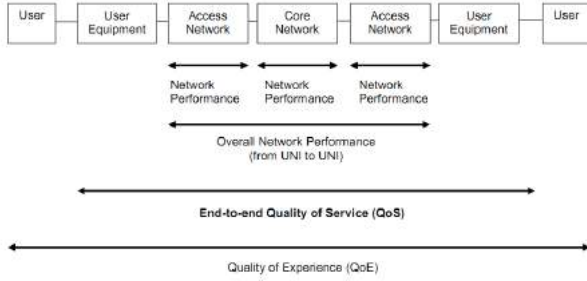 User
User Equipment
Access Network
Core Network
Access Network
User Equipment
User
Network Performance
Network Performance
Network Performance
Overall Network Performance
(from UNI to UNI)
End-to-end Quality of Service (QoS)
Quality of Experience (QoE)